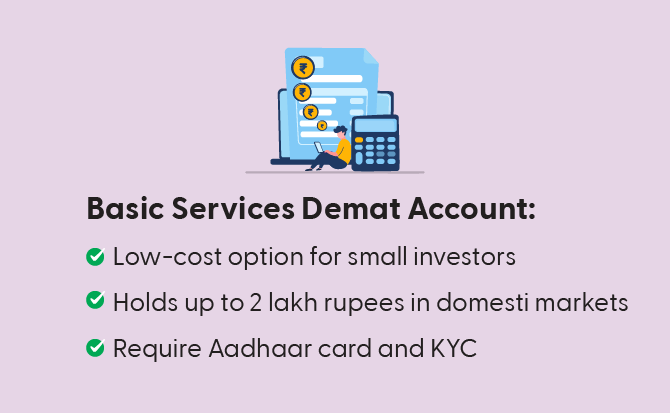 Basic Services Demat Account:
Low-cost option for small investors
Holds up to 2 lakh rupees in domesti markets
Require Aadhaar card and KYC